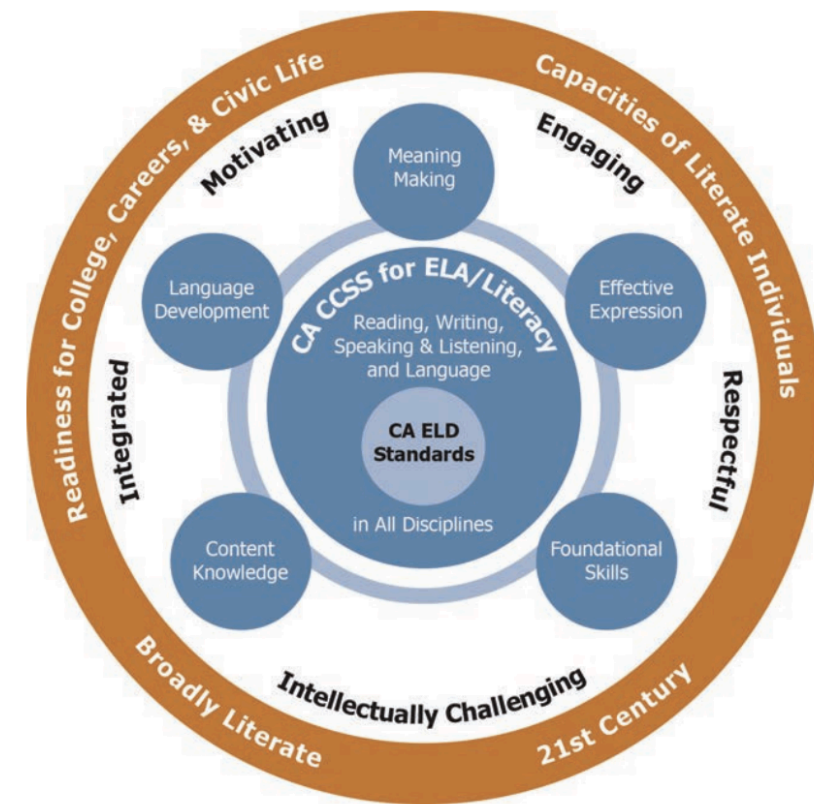 Readiness for College, Careers, & Civic Life
Capacities of Literate Individuals
Motivating
Engaging
Meaning
Making
Language
Development
Effective
Expression
CA CCSS for ELA/Literacy
Reading, Writing,
Speaking & Listening,
and Language
Integrated
Respectful
CA ELD
Standards
in All Disciplines
Content
Knowledge
Foundational
Skills
Intellectually Challenging
Broadly Literate
21st Century